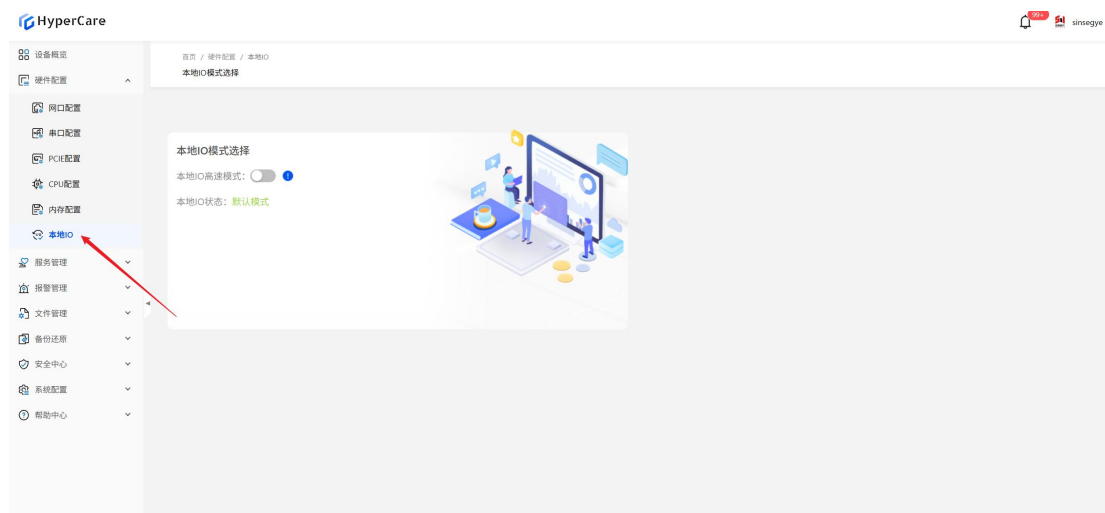 HyperCare
99+
sinsegye
设备概览
硬件配置
网口配置
串口配置
PCIE配置
CPU配置
内存配置
本地IO
服务管理
报警管理
文件管理
备份还原
安全中心
系统配置
帮助中心
首页 / 硬件配置 / 本地IO
本地IO模式选择
本地IO模式选择
本地IO高速模式:
本地IO状态: 默认模式